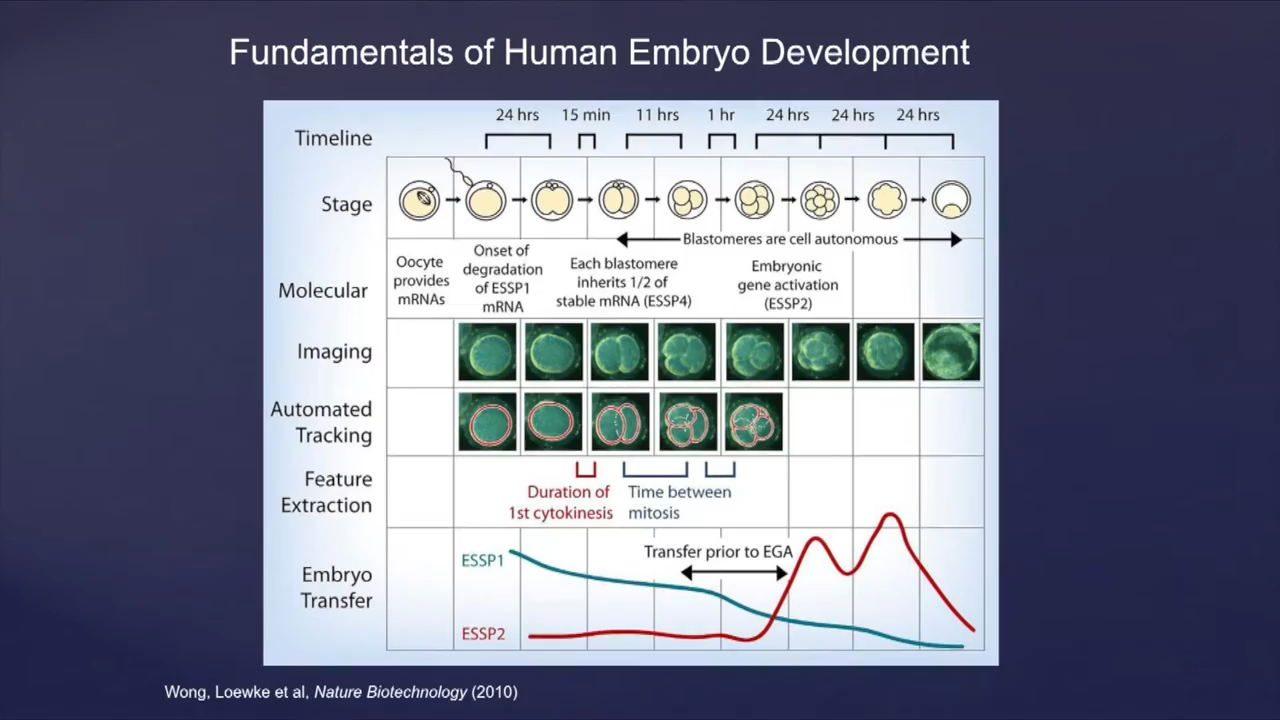 Fundamentals of Human Embryo Development
24 hrs 15 min 11 hrs 1 hr 24 hrs 24 hrs 24 hrs
Timeline
Stage
Blastomeres are cell autonomous
Molecular
Oocyte
provides
mRNAs
Onset of
degradation
of ESSP1
mRNA
Each blastomere
inherits 1/2 of
stable mRNA (ESSP4)
Embryonic
gene activation
(ESSP2)
Imaging
Automated
Tracking
Feature
Extraction
Duration of
1st cytokinesis
Time between
mitosis
Embryo
Transfer
ESSP1
Transfer prior to EGA
ESSP2
Wong, Loewke et al, Nature Biotechnology (2010)